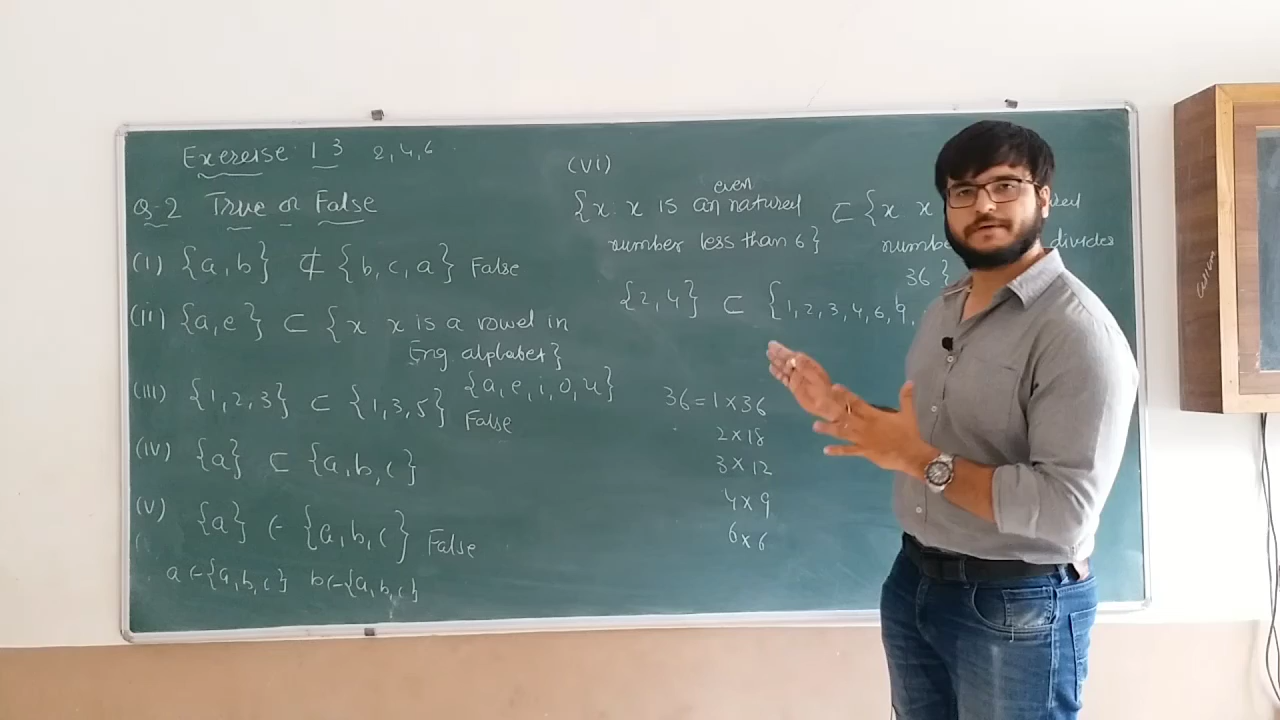 Exercise 1.3 2,4,6
Q-2 True or False
(i) {a,b} ⊄ {b,c,a} False
(ii) {a,e} ⊂ {x x is a vowel in
Eng. alphabet}
{a,e,i,o,u}
(iii) {1,2,3} ⊂ {1,3,5}
False
(iv) {a} ⊂ {a,b,c}
(v) {a} ∈ {a,b,c} False
a ∈ {a,b,c} b ∈ {a,b,c}
(vi)
even
{x: x is an natural ⊂ {x x
number less than 6} divides
36}
{2,4} ⊂ {1,2,3,4,6,9,
36=1×36
2×18
3×12
4×9
6×6